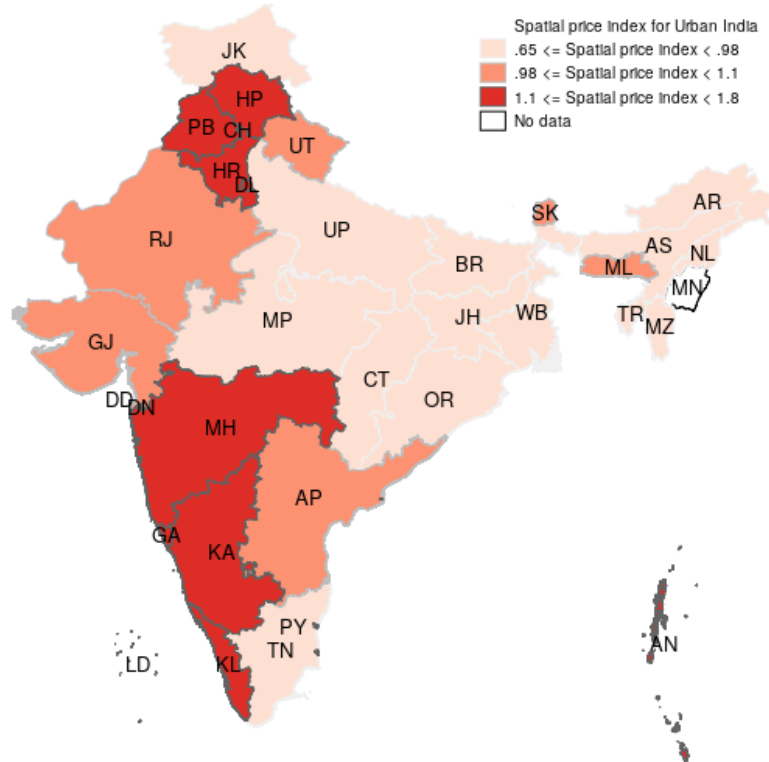 Spatial price index for Urban India
.65 <= Spatial price index < .98
.98 <= Spatial price index < 1.1
1.1 <= Spatial price index < 1.8
No data
JK
HP
PB
CH
UT
HR
DL
SK
AR
RJ
UP
AS
NL
BR
ML
MN
MP
JH
WB
TR
MZ
GJ
CT
DD
DN
OR
MH
AP
GA
KA
PY
AN
TN
LD
KL